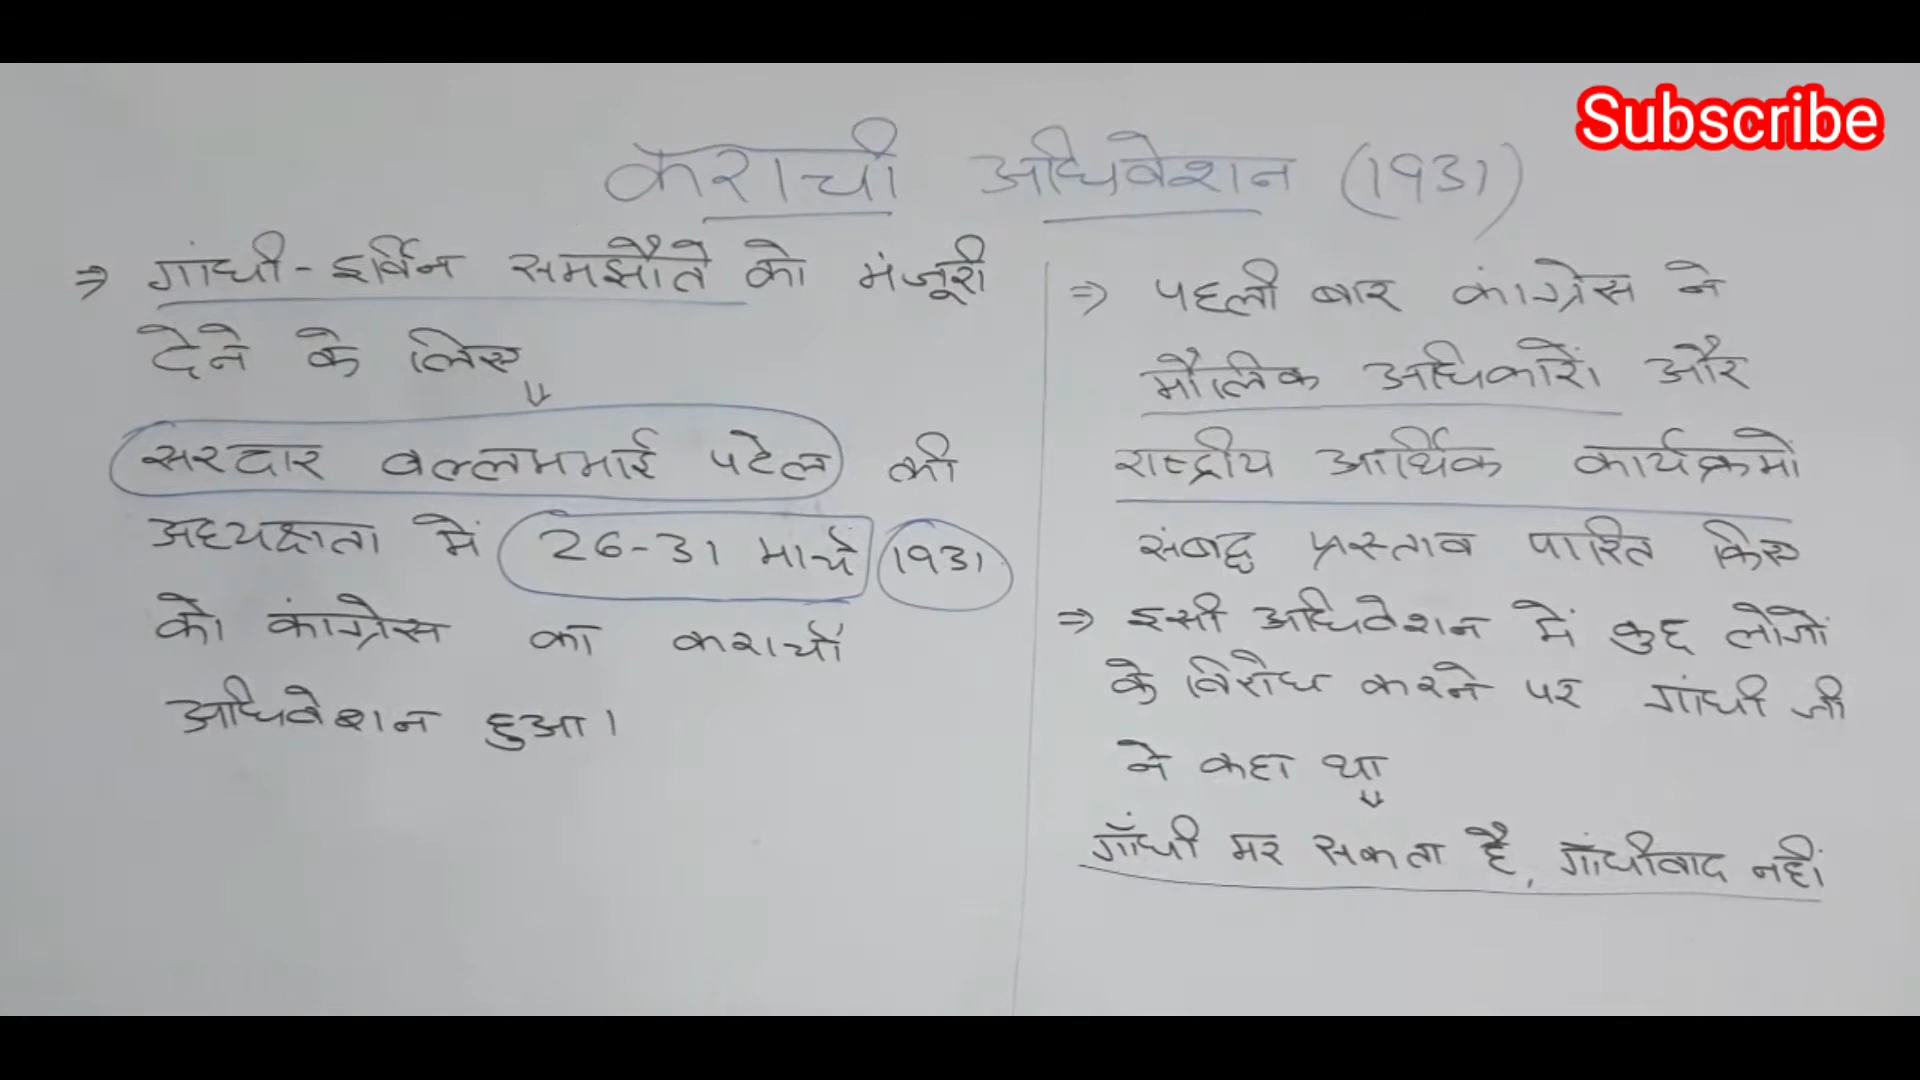 Subscribe
कराची अधिवेशन (1931)
⇒ गांधी-इर्विन समझौते को मंजूरी
देने के लिए
⇓
सरदार वल्लभभाई पटेल की
अध्यक्षता में 26-31 मार्च 1931
को कांग्रेस का कराची
अधिवेशन हुआ।
⇒ पहली बार कांग्रेस ने
मौलिक अधिकारों और
राष्ट्रीय आर्थिक कार्यक्रमों
संबद्ध प्रस्ताव पारित किए
⇒ इसी अधिवेशन में कुछ लोगों
के विरोध करने पर गांधी जी
ने कहा था
⇓
गाँधी मर सकता है, गाँधीवाद नहीं